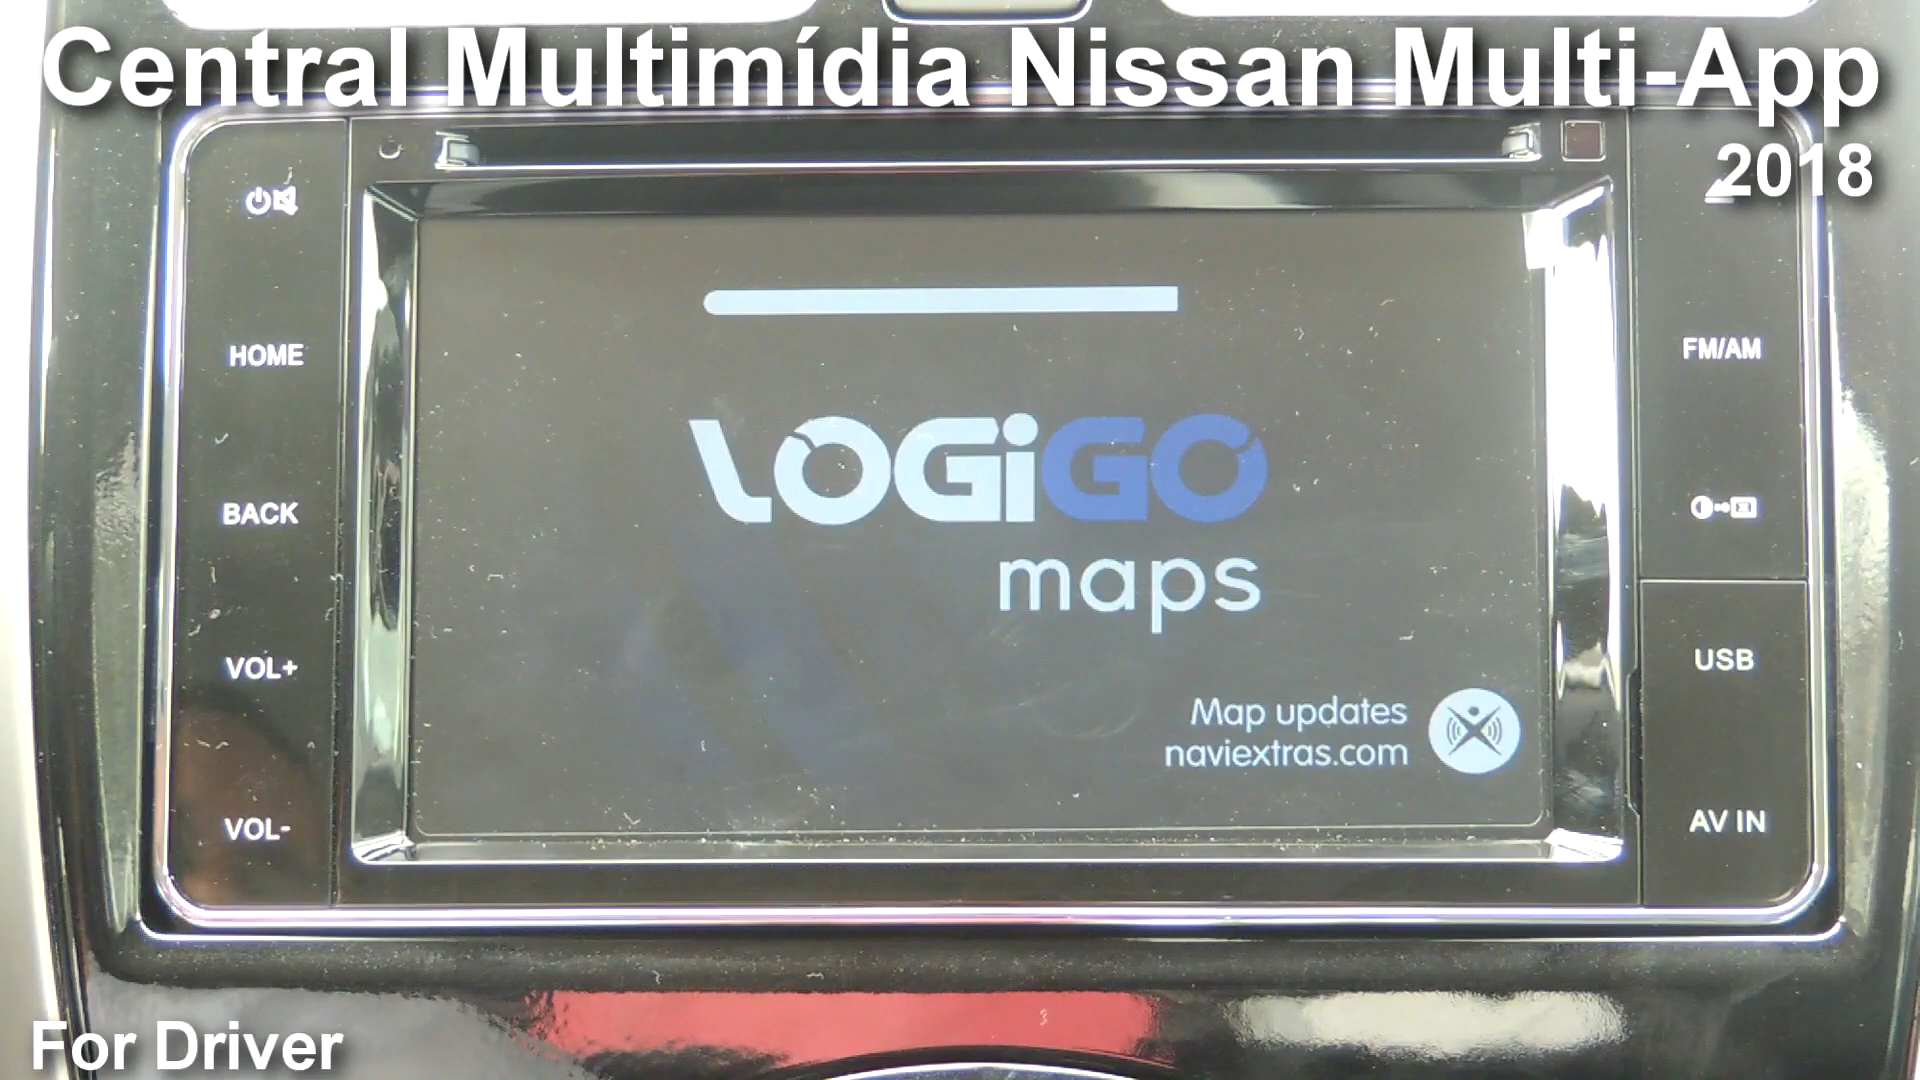 Central Multimídia Nissan Multi-App
2018
HOME
BACK
VOL+
VOL-
LOGiGO
maps
Map updates
naviextras.com
FM/AM
USB
AV IN
For Driver